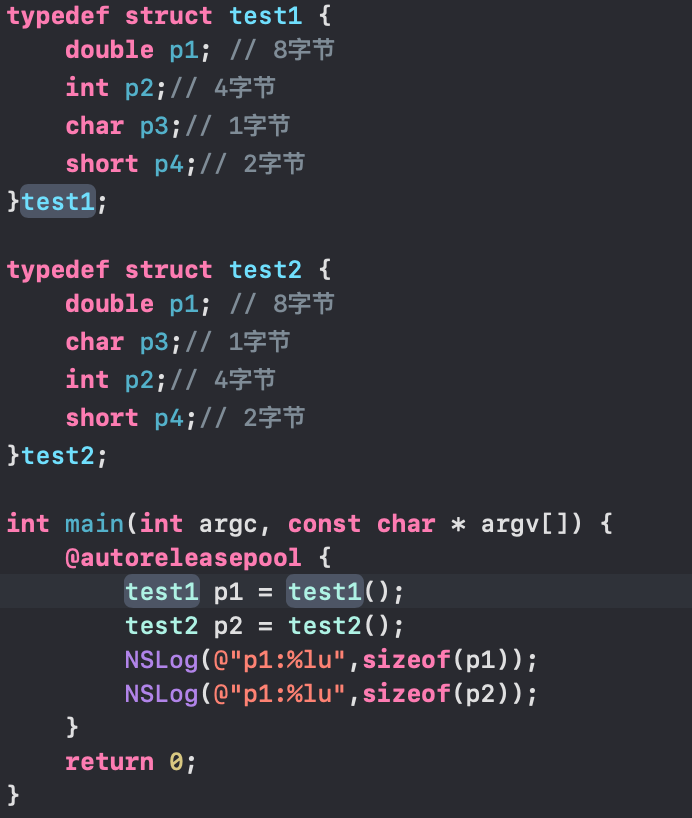 typedef struct test1 {
    double p1; // 8字节
    int p2;// 4字节
    char p3;// 1字节
    short p4;// 2字节
}test1;

typedef struct test2 {
    double p1; // 8字节
    char p3;// 1字节
    int p2;// 4字节
    short p4;// 2字节
}test2;

int main(int argc, const char * argv[]) {
    @autoreleasepool {
        test1 p1 = test1();
        test2 p2 = test2();
        NSLog(@"p1:%lu",sizeof(p1));
        NSLog(@"p1:%lu",sizeof(p2));
    }
    return 0;
}